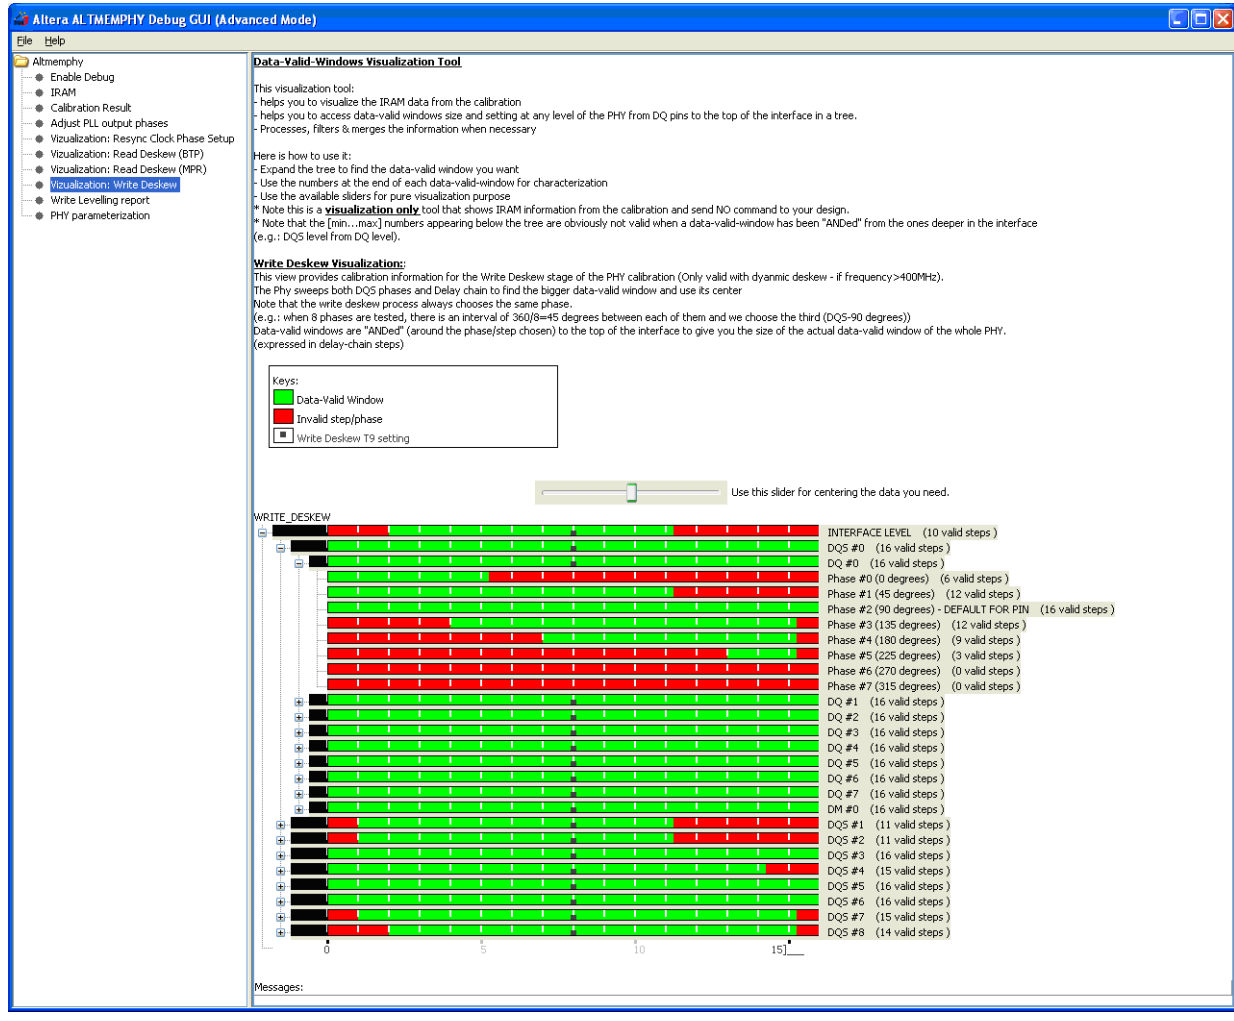 Altera ALTMEMPHY Debug GUI (Advanced Mode)
File Help
Altmemphy
Enable Debug
IRAM
Calibration Result
Adjust PLL output phases
Vizualization: Resync Clock Phase Setup
Vizualization: Read Deskew (BTP)
Vizualization: Read Deskew (MPR)
Vizualization: Write Deskew
Write Levelling report
PHY parameterization
Data-Valid-Windows Visualization Tool
This visualization tool:
- helps you to visualize the IRAM data from the calibration
- helps you to access data-valid windows size and setting at any level of the PHY from DQ pins to the top of the interface in a tree.
- Processes, filters & merges the information when necessary
Here is how to use it:
- Expand the tree to find the data-valid window you want
- Use the numbers at the end of each data-valid-window for characterization
- Use the available sliders for pure visualization purpose
* Note this is a visualization only tool that shows IRAM information from the calibration and send NO command to your design.
* Note that the [min...max] numbers appearing below the tree are obviously not valid when a data-valid-window has been "ANDed" from the ones deeper in the interface
(e.g.: DQS level from DQ level).
Write Deskew Visualization::
This view provides calibration information for the Write Deskew stage of the PHY calibration (Only valid with dyanmic deskew - if frequency>400MHz).
The Phy sweeps both DQS phases and Delay chain to find the bigger data-valid window and use its center
Note that the write deskew process always chooses the same phase.
(e.g.: when 8 phases are tested, there is an interval of 360/8=45 degrees between each of them and we choose the third (DQS-90 degrees))
Data-valid windows are "ANDed" (around the phase/step chosen) to the top of the interface to give you the size of the actual data-valid window of the whole PHY.
(expressed in delay-chain steps)
Keys:
Data-Valid Window
Invalid step/phase
Write Deskew T9 setting
Use this slider for centering the data you need.
WRITE_DESKEW
INTERFACE LEVEL (10 valid steps )
DQS #0 (16 valid steps )
DQ #0 (16 valid steps )
Phase #0 (0 degrees) (6 valid steps )
Phase #1 (45 degrees) (12 valid steps )
Phase #2 (90 degrees) - DEFAULT FOR PIN (16 valid steps )
Phase #3 (135 degrees) (12 valid steps )
Phase #4 (180 degrees) (9 valid steps )
Phase #5 (225 degrees) (3 valid steps )
Phase #6 (270 degrees) (0 valid steps )
Phase #7 (315 degrees) (0 valid steps )
DQ #1 (16 valid steps )
DQ #2 (16 valid steps )
DQ #3 (16 valid steps )
DQ #4 (16 valid steps )
DQ #5 (16 valid steps )
DQ #6 (16 valid steps )
DQ #7 (16 valid steps )
DM #0 (16 valid steps )
DQS #1 (11 valid steps )
DQS #2 (11 valid steps )
DQS #3 (16 valid steps )
DQS #4 (15 valid steps )
DQS #5 (16 valid steps )
DQS #6 (16 valid steps )
DQS #7 (15 valid steps )
DQS #8 (14 valid steps )
0 5 10 15]___
Messages: